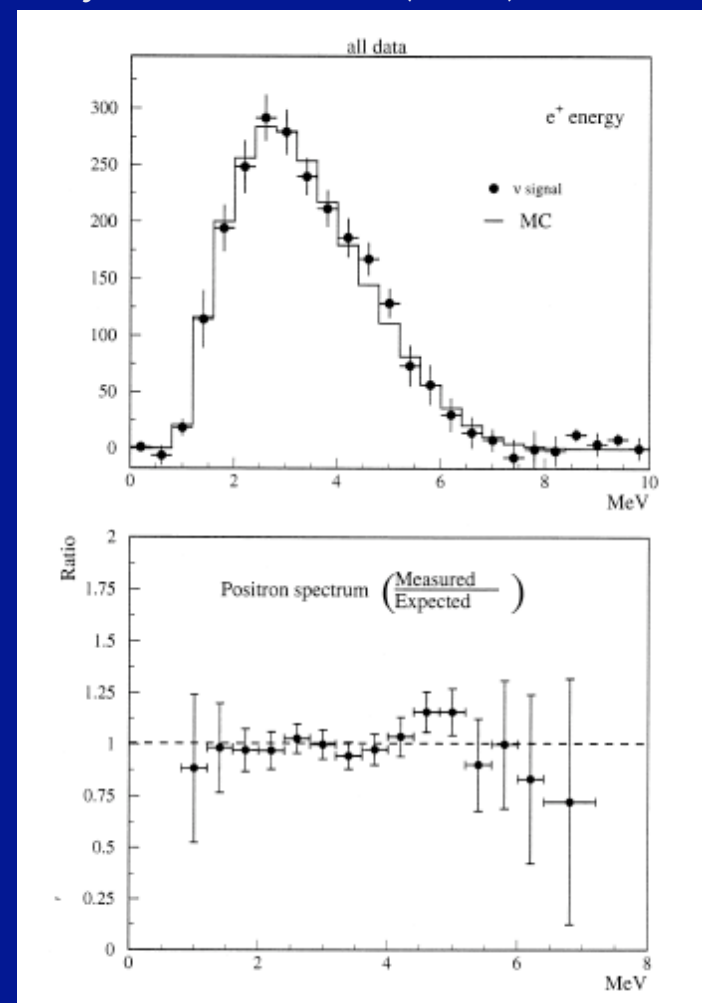 all data
300
250
200
150
100
50
0
e+ energy
ν signal
MC
0 2 4 6 8 10
MeV
Ratio
2
1.75
1.5
1.25
1
0.75
0.5
0.25
0
Positron spectrum ( Measured
Expected )
0 2 4 6 8
MeV